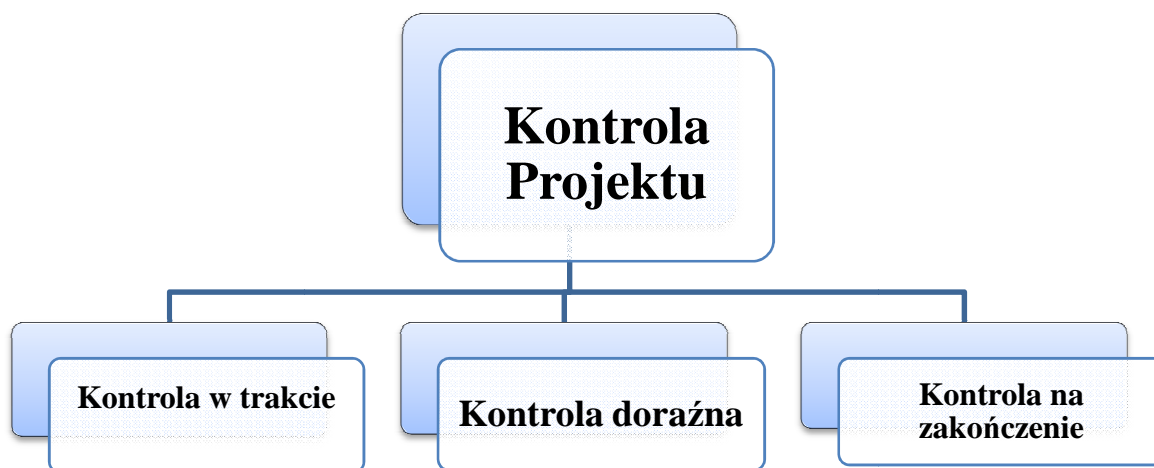 Kontrola
Projektu
Kontrola w trakcie
Kontrola doraźna
Kontrola na
zakończenie